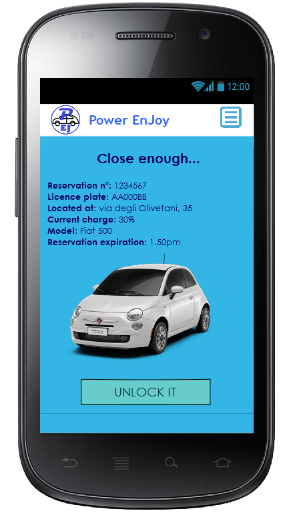 12:00
P
EJ
Power EnJoy
Close enough...
Reservation n°: 1234567
Licence plate: AA000BB
Located at: via degli Olivetani, 35
Current charge: 30%
Model: Fiat 500
Reservation expiration: 1.50pm
UNLOCK IT